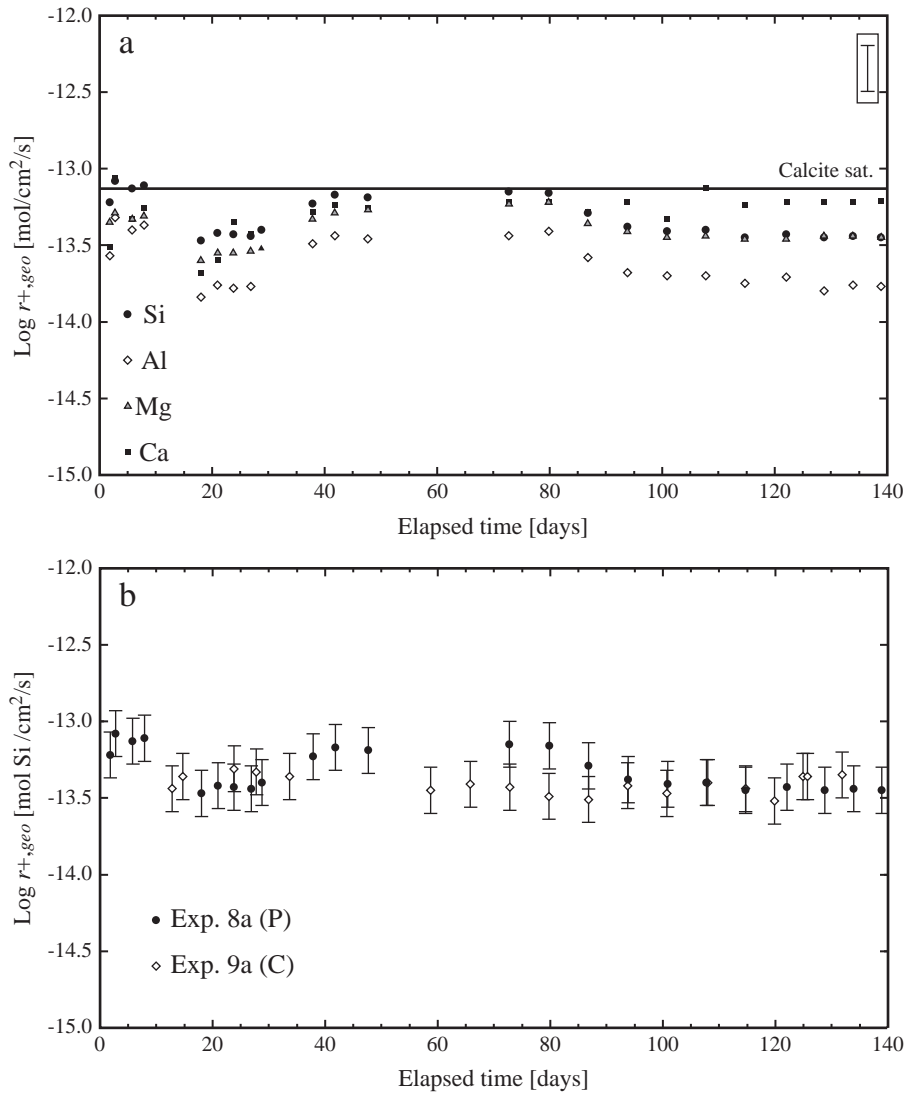 a
-12.0
-12.5
-13.0
-13.5
-14.0
-14.5
-15.0
Log r+,geo [mol/cm²/s]
Calcite sat.
Si
Al
Mg
Ca
0 20 40 60 80 100 120 140
Elapsed time [days]
b
-12.0
-12.5
-13.0
-13.5
-14.0
-14.5
-15.0
Log r+,geo [mol Si /cm²/s]
Exp. 8a (P)
Exp. 9a (C)
0 20 40 60 80 100 120 140
Elapsed time [days]